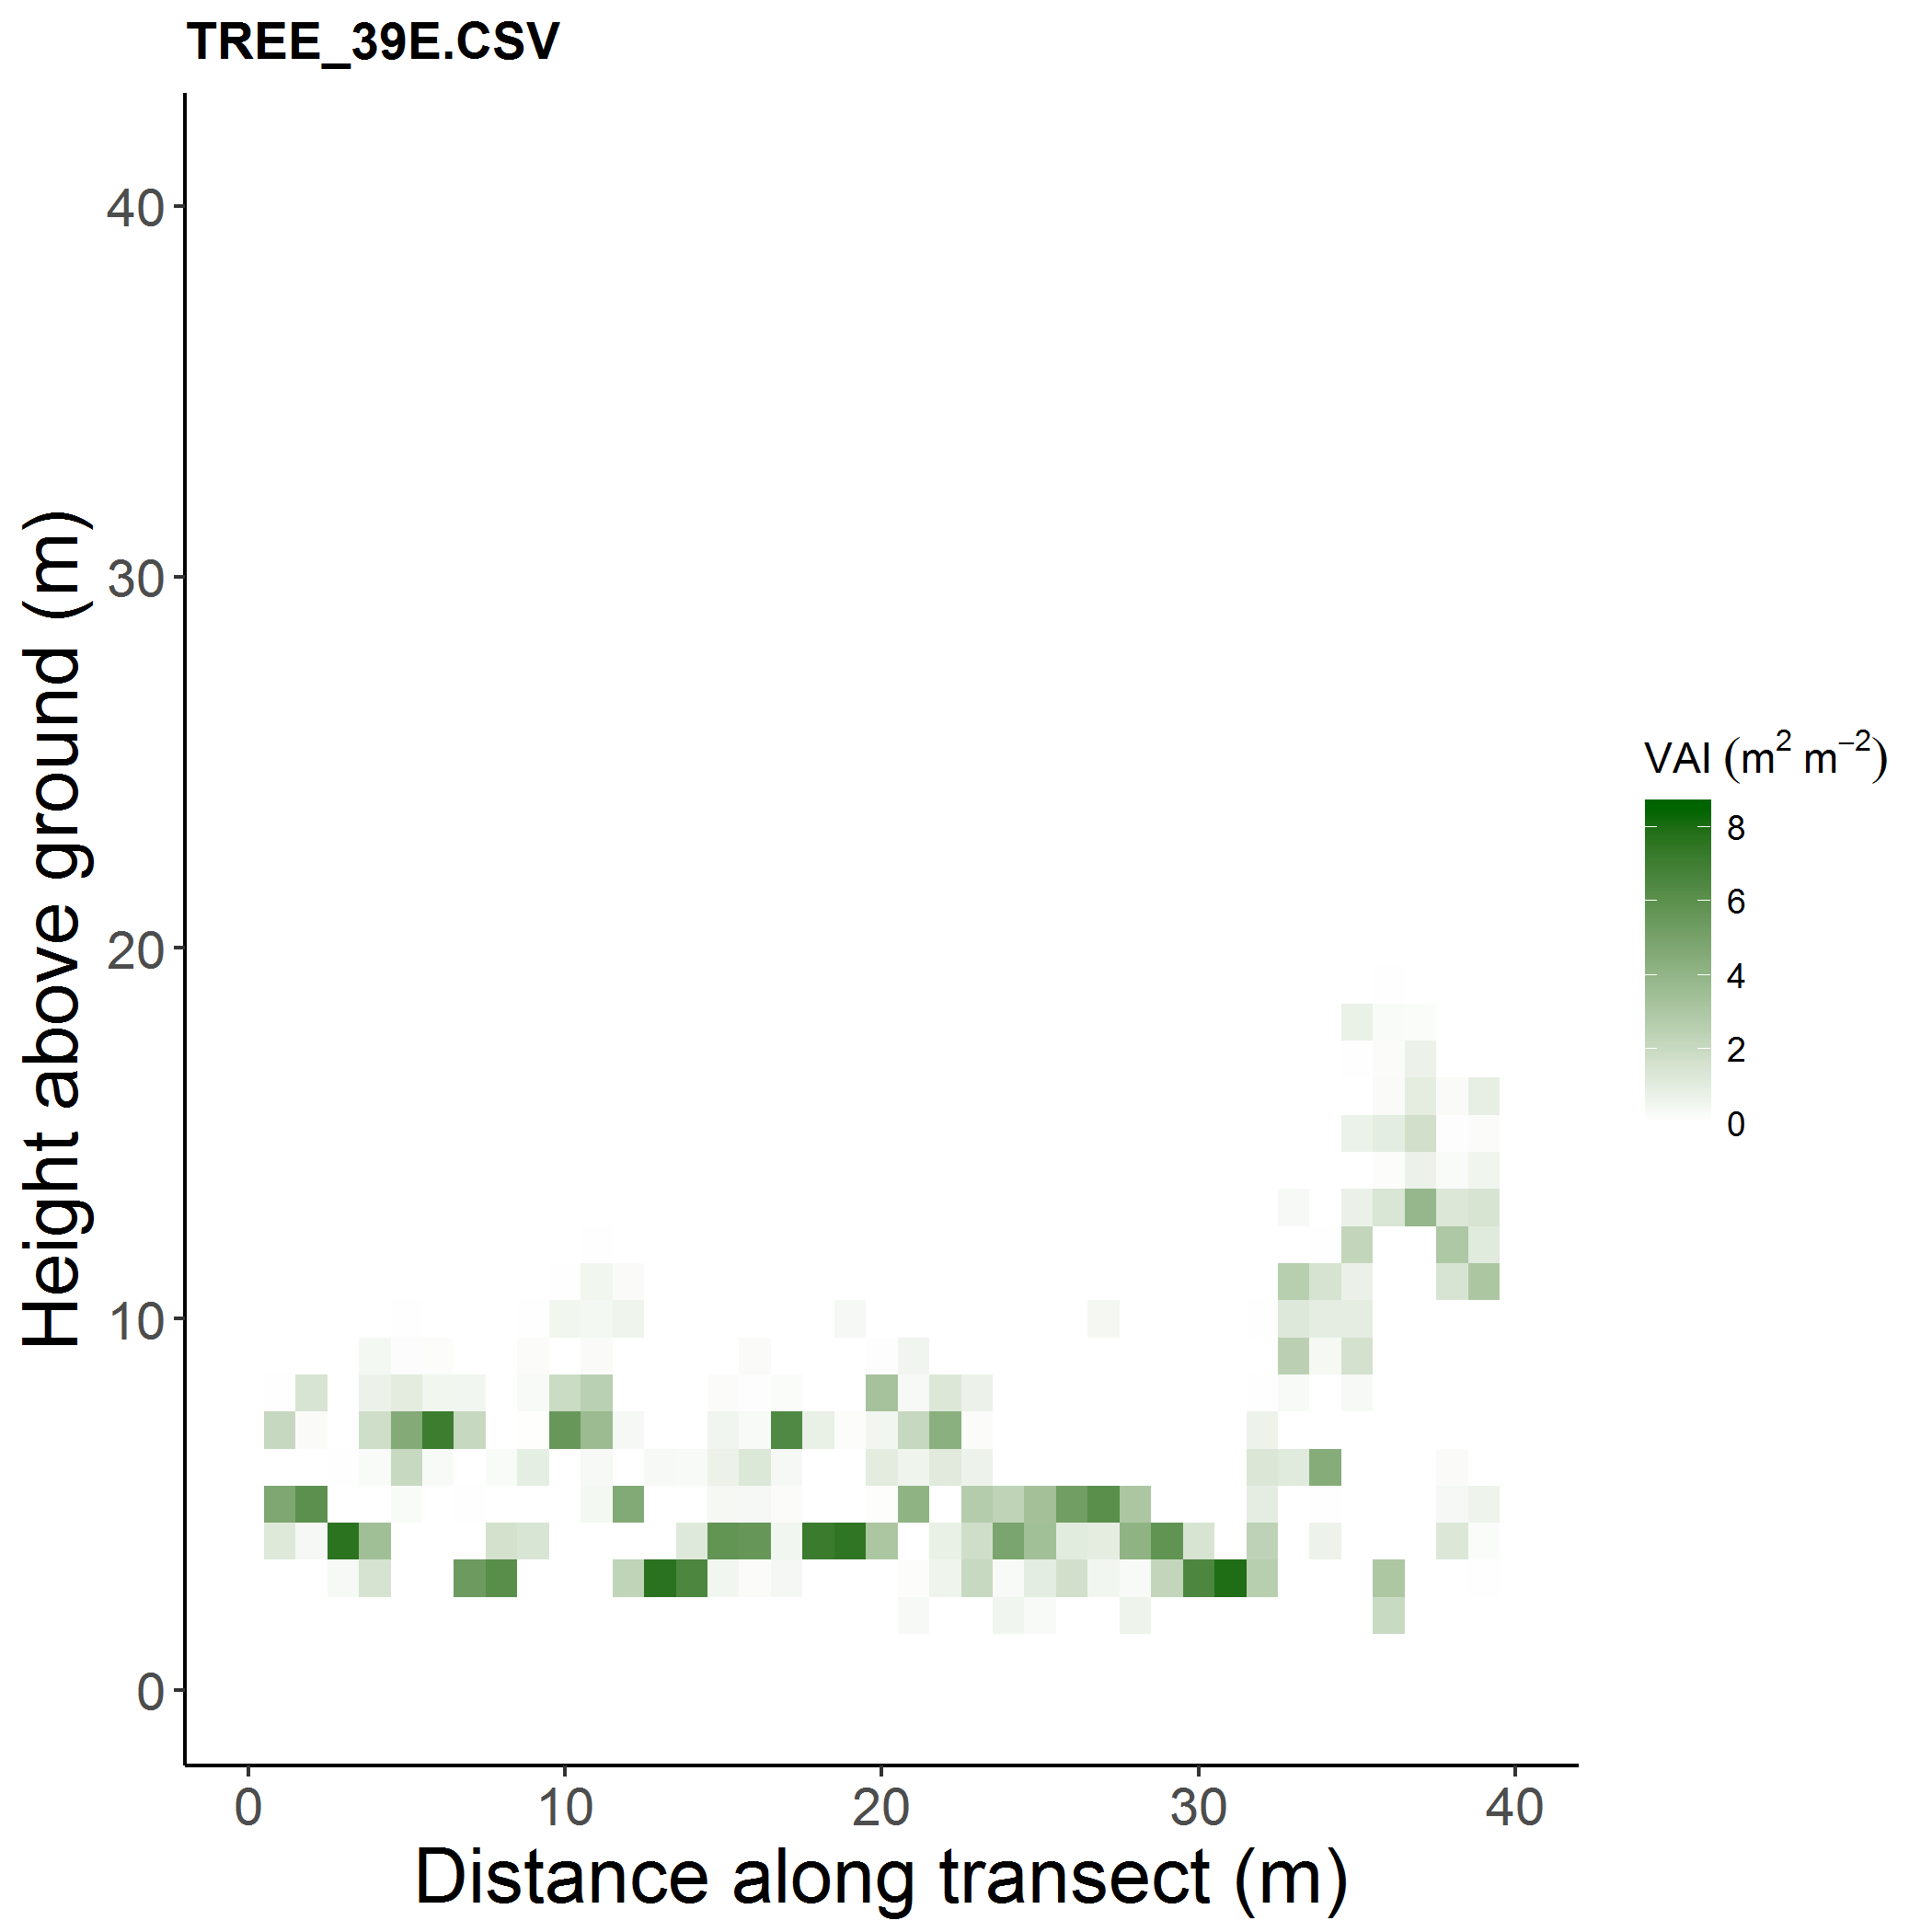 TREE_39E.CSV
Height above ground (m)
40
30
20
10
0
0 10 20 30 40
Distance along transect (m)
VAI (m² m⁻²)
8
6
4
2
0